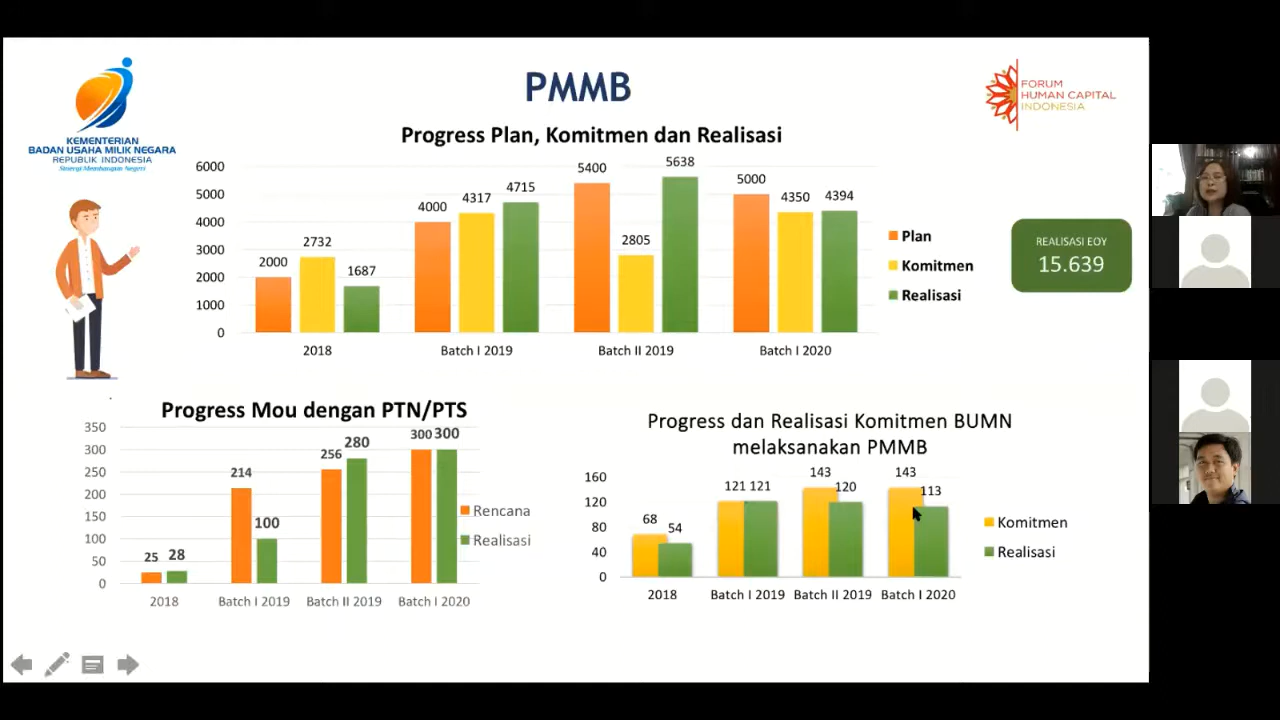 PMMB
KEMENTERIAN
BADAN USAHA MILIK NEGARA
REPUBLIK INDONESIA
Sinergi Membangun Negeri
FORUM
HUMAN CAPITAL
INDONESIA
Progress Plan, Komitmen dan Realisasi
6000
5000
4000
3000
2000
1000
0
2000
2732
1687
4000
4317
4715
5400
2805
5638
5000
4350
4394
2018
Batch I 2019
Batch II 2019
Batch I 2020
Plan
Komitmen
Realisasi
REALISASI EOY
15.639
Progress Mou dengan PTN/PTS
350
300
250
200
150
100
50
0
25
28
214
100
256
280
300
300
2018
Batch I 2019
Batch II 2019
Batch I 2020
Rencana
Realisasi
Progress dan Realisasi Komitmen BUMN
melaksanakan PMMB
160
120
80
40
0
68
54
121
121
143
120
143
113
2018
Batch I 2019
Batch II 2019
Batch I 2020
Komitmen
Realisasi